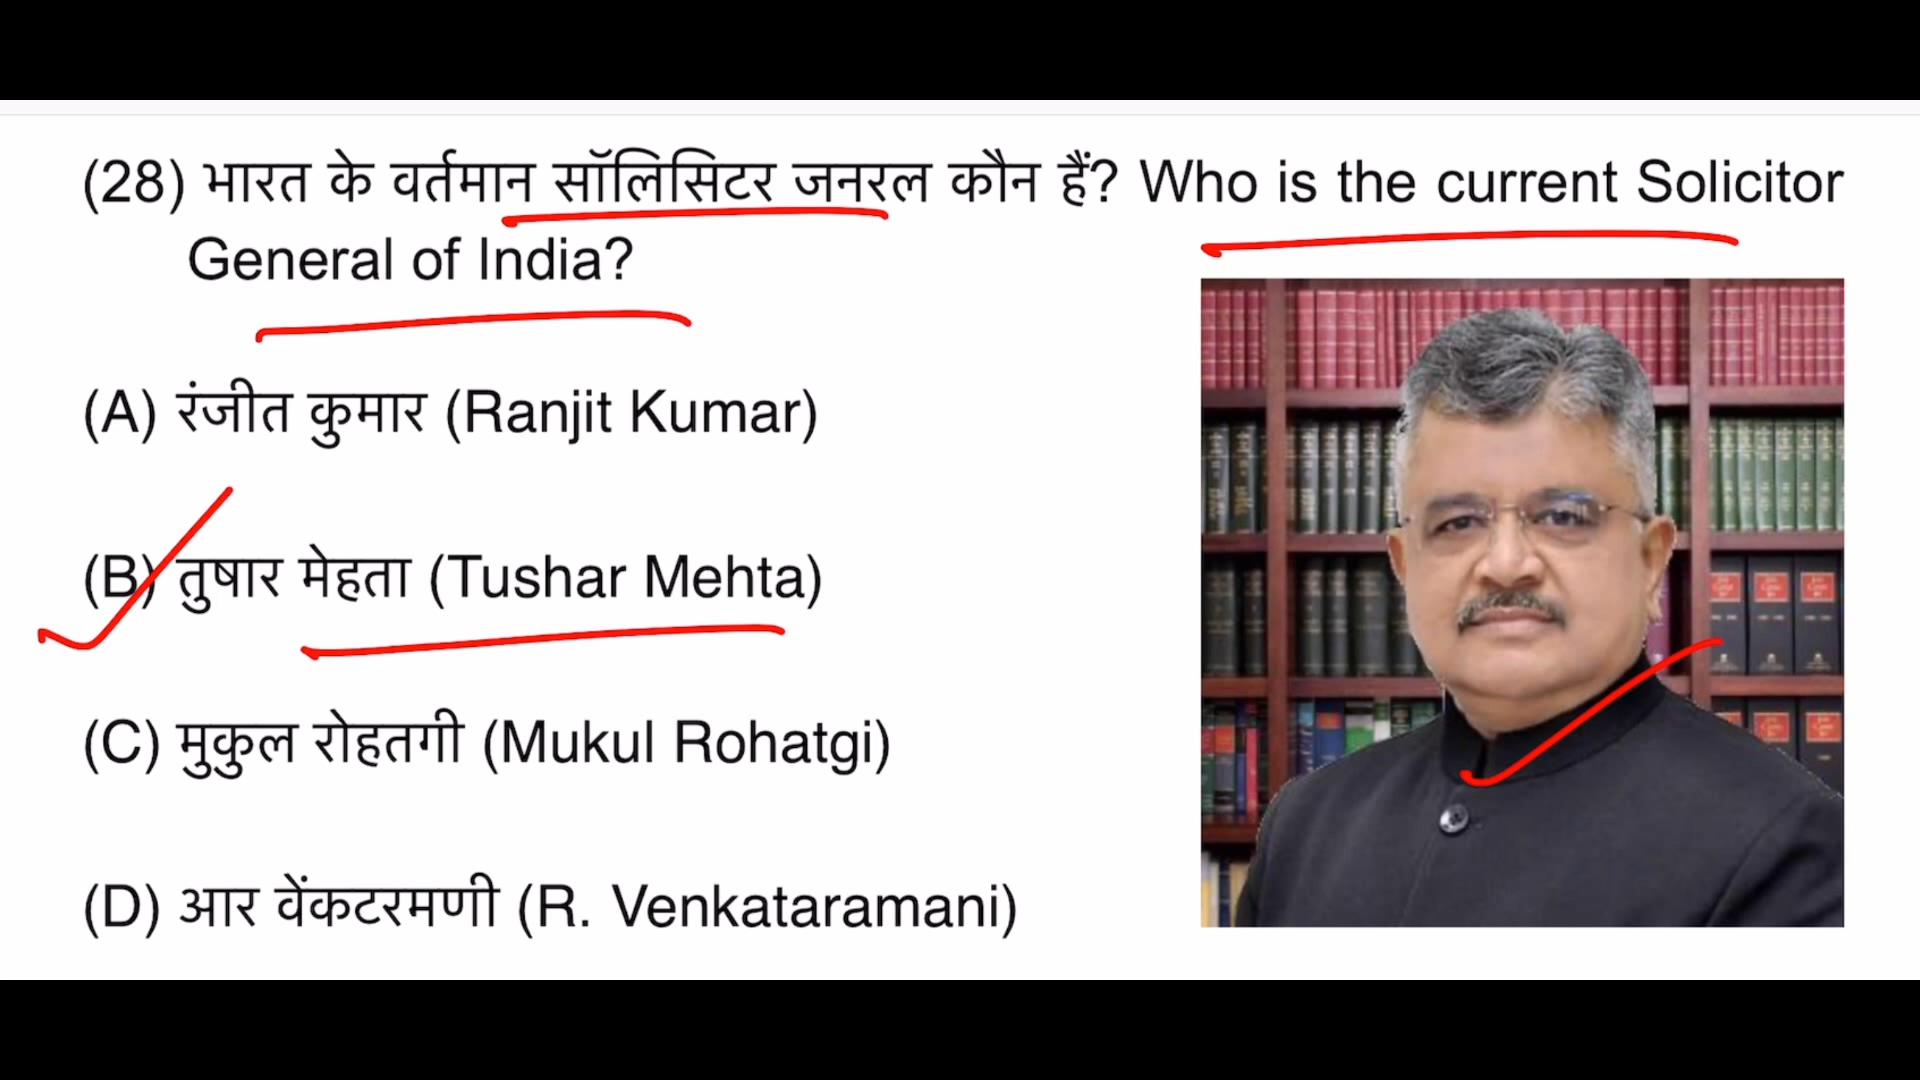 (28) भारत के वर्तमान सॉलिसिटर जनरल कौन हैं? Who is the current Solicitor
General of India?
(A) रंजीत कुमार (Ranjit Kumar)
(B) तुषार मेहता (Tushar Mehta)
(C) मुकुल रोहतगी (Mukul Rohatgi)
(D) आर वेंकटरमणी (R. Venkataramani)